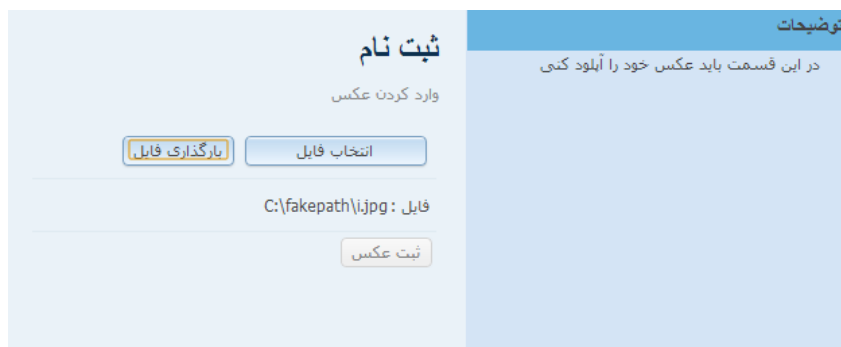 توضیحات
در این قسمت باید عکس خود را آپلود کنی
ثبت نام
وارد کردن عکس
انتخاب فایل
بارگذاری فایل
فایل : C:\fakepath\i.jpg
ثبت عکس